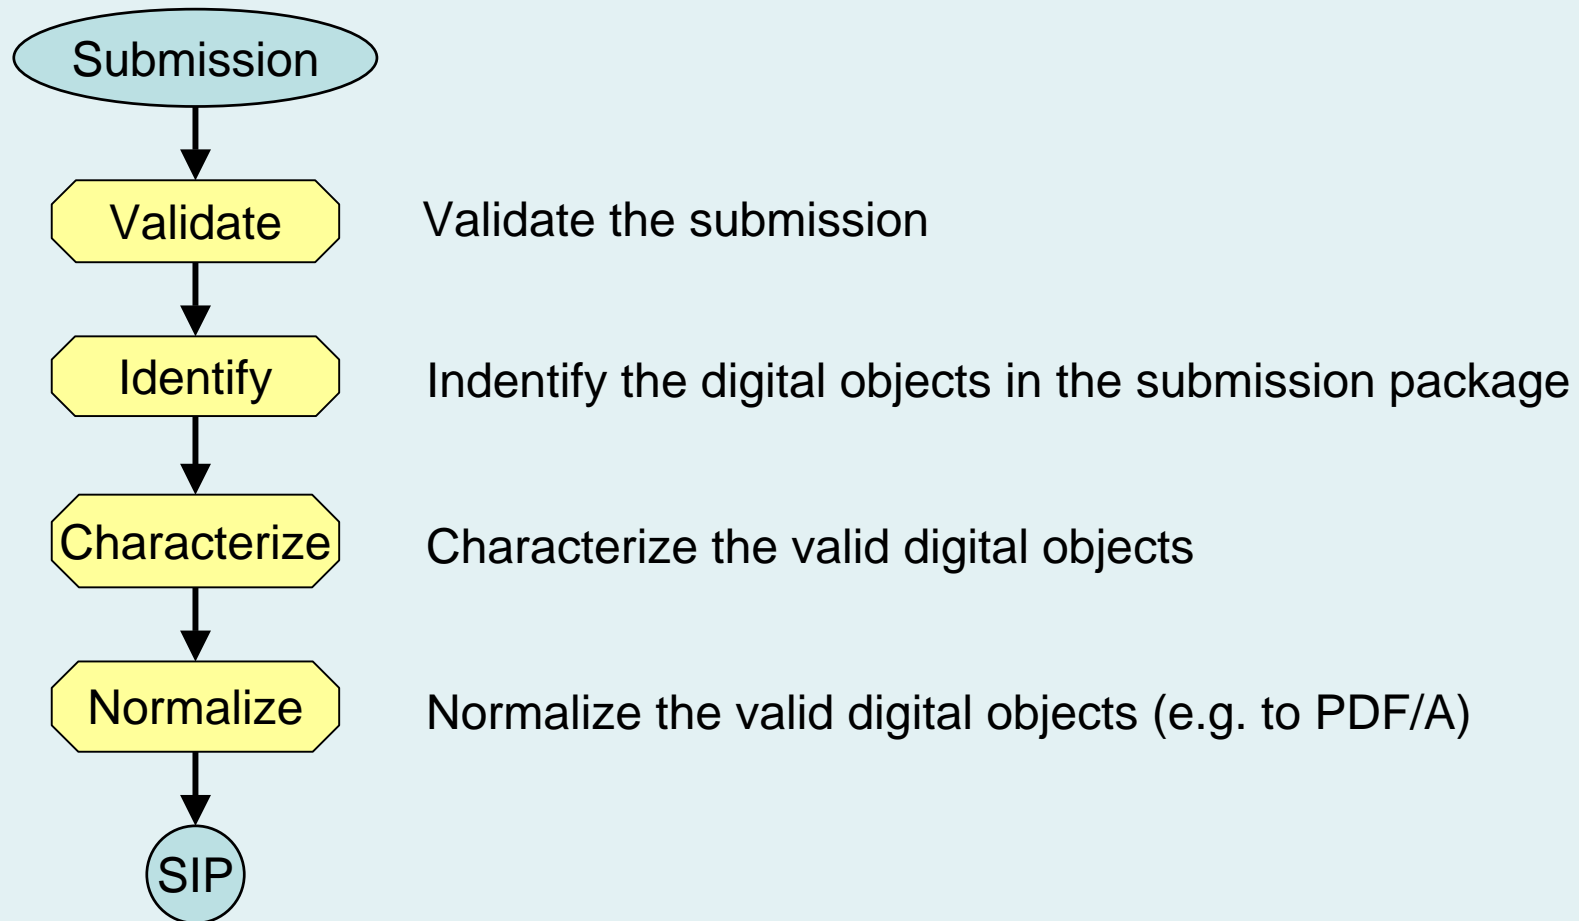 Submission
Validate
Validate the submission
Identify
Indentify the digital objects in the submission package
Characterize
Characterize the valid digital objects
Normalize
Normalize the valid digital objects (e.g. to PDF/A)
SIP